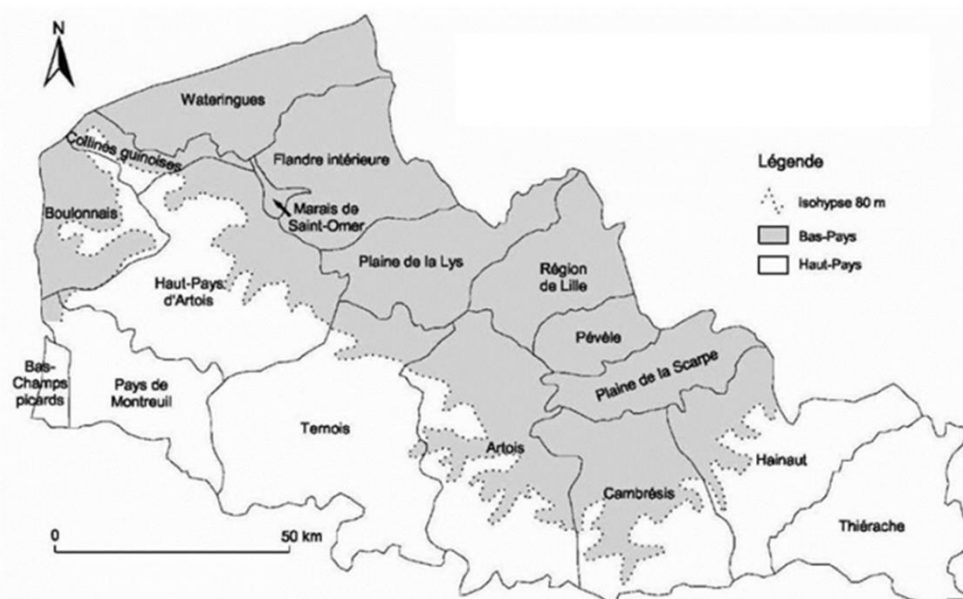 N
Wateringues
Collines guinoises
Flandre intérieure
Boulonnais
Marais de
Saint-Omer
Plaine de la Lys
Région
de Lille
Haut-Pays
d'Artois
Pévèle
Plaine de la Scarpe
Bas-
Champs
picards
Pays de
Montreuil
Ternois
Artois
Hainaut
Cambrésis
Thiérache
0 50 km
Légende
Isohypse 80 m
Bas-Pays
Haut-Pays